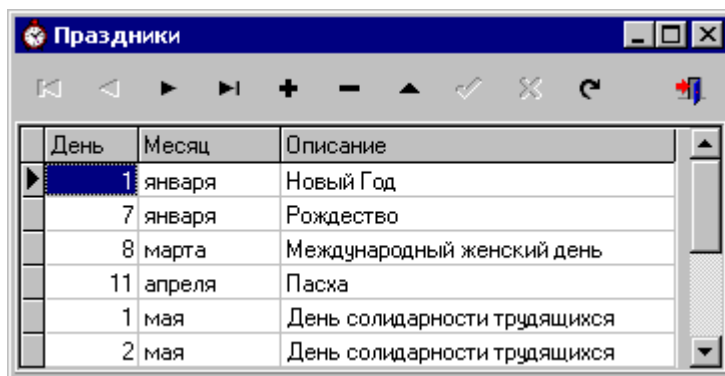 Праздники
День Месяц Описание
1 января Новый Год
7 января Рождество
8 марта Международный женский день
11 апреля Пасха
1 мая День солидарности трудящихся
2 мая День солидарности трудящихся